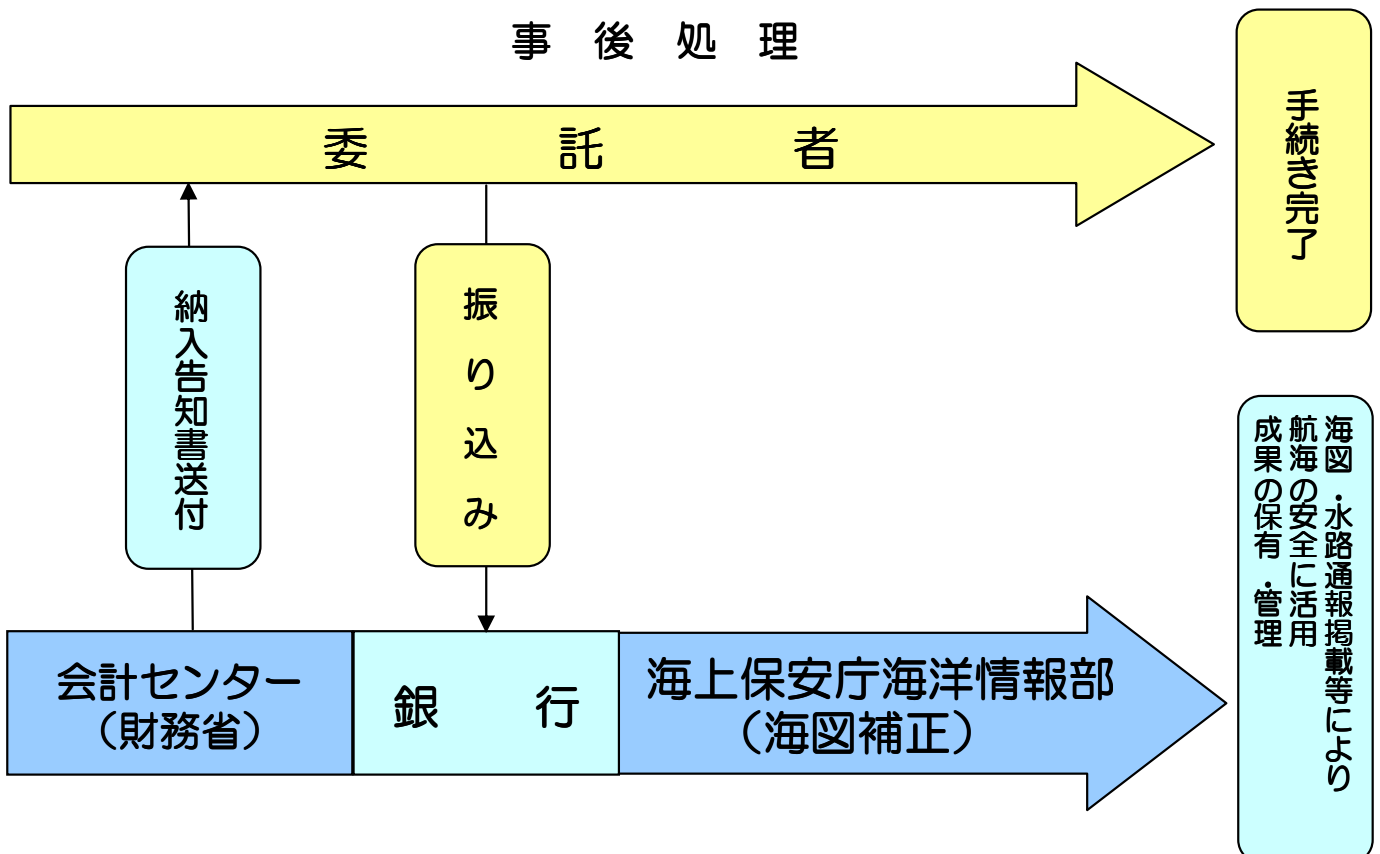 事後処理
委託者
手続き完了
納入告知書送付
振り込み
海図・水路通報掲載等により
航海の安全に活用
成果の保有・管理
会計センター
（財務省）
銀行
海上保安庁海洋情報部
（海図補正）